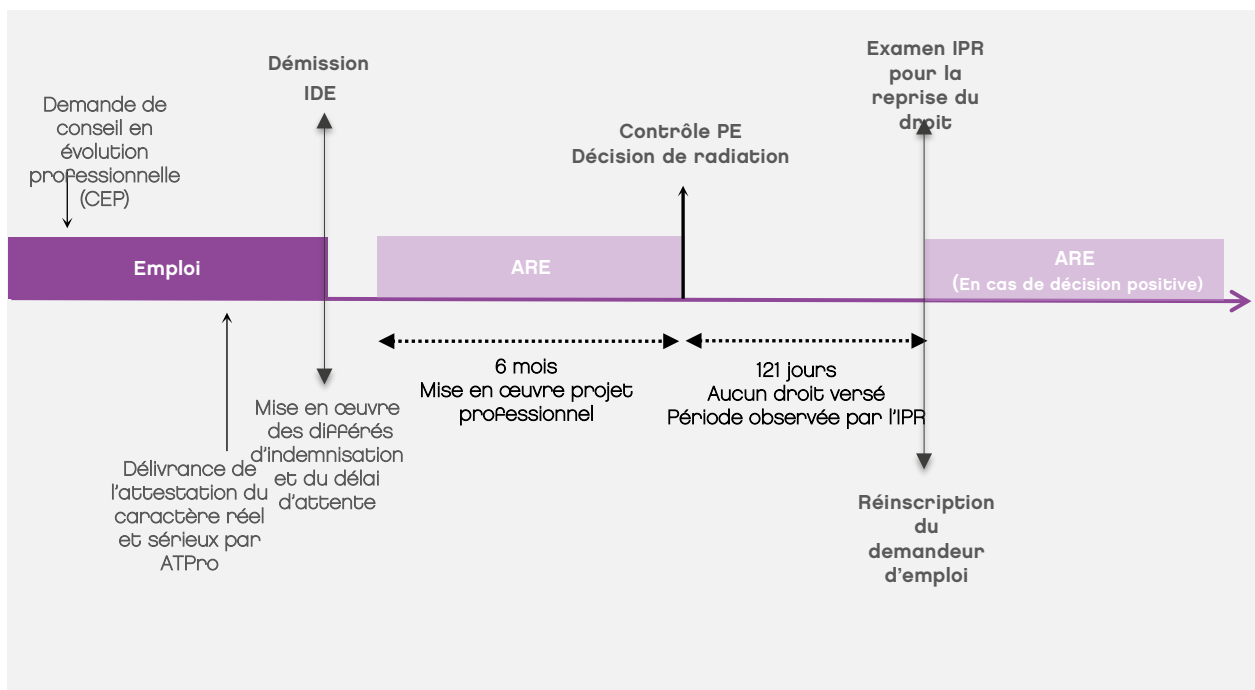 Demande de
conseil en
évolution
professionnelle
(CEP)
Démission
IDE
Contrôle PE
Décision de radiation
Examen IPR
pour la
reprise du
droit
Emploi
ARE
ARE
(En cas de décision positive)
6 mois
Mise en œuvre projet
professionnel
121 jours
Aucun droit versé
Période observée par l'IPR
Mise en œuvre
des différés
d'indemnisation
et du délai
d'attente
Délivrance de
l'attestation du
caractère réel
et sérieux par
ATPro
Réinscription
du
demandeur
d'emploi